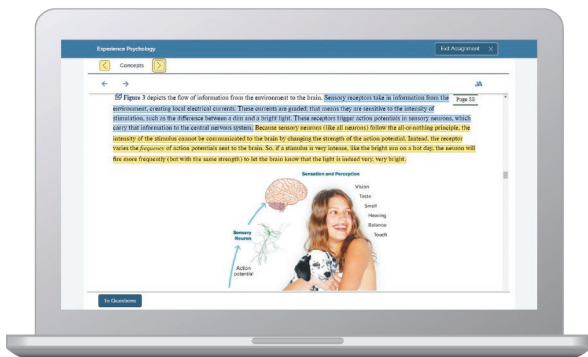 Experience Psychology
Exit Assignment X
Concepts
Figure 3 depicts the flow of information from the environment to the brain. Sensory receptors take in information from the
Page 88
environment, creating local electrical currents. These currents are graded; that means they are sensitive to the intensity of
stimulation, such as the difference between a dim and a bright light. These receptors trigger action potentials in sensory neurons, which
carry that information to the central nervous system. Because sensory neurons (like all neurons) follow the all-or-nothing principle, the
intensity of the stimulus cannot be communicated to the brain by changing the strength of the action potential. Instead, the receptor
varies the frequency of action potentials sent to the brain. So, if a stimulus is very intense, like the bright sun on a hot day, the neuron will
fire more frequently (but with the same strength) to let the brain know that the light is indeed very, very bright.
Sensation and Perception
Vision
Taste
Smell
Hearing
Balance
Touch
Sensory
Neuron
Action
potential
To Questions